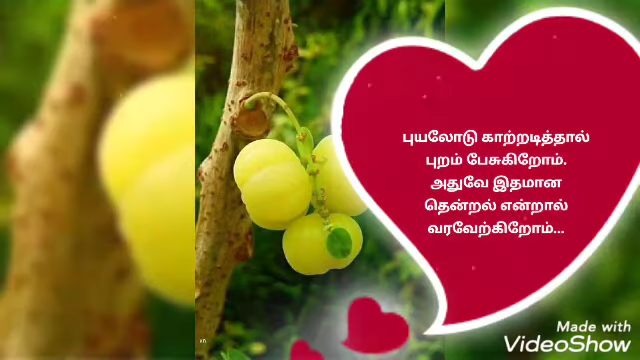 புயலோடு காற்றடித்தால்
புறம் பேசுகிறோம்.
அதுவே இதமான
தென்றல் என்றால்
வரவேற்கிறோம்...
Made with
VideoShow